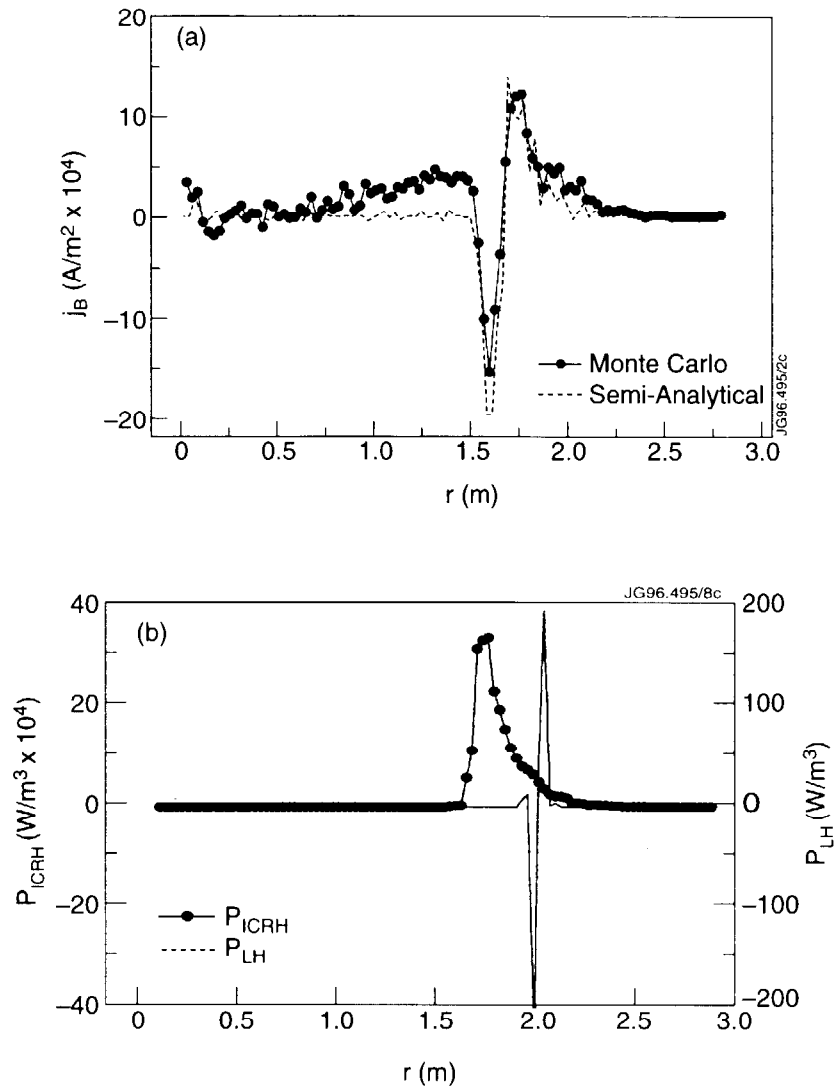 (a)
20
10
0
−10
−20
j_B (A/m² x 10⁴)
Monte Carlo
Semi-Analytical
JG96.495/2c
0 0.5 1.0 1.5 2.0 2.5 3.0
r (m)
JG96.495/8c
(b)
40
20
0
−20
−40
P_ICRH (W/m³ x 10⁴)
200
100
0
−100
−200
P_LH (W/m³)
P_ICRH
P_LH
0 0.5 1.0 1.5 2.0 2.5 3.0
r (m)